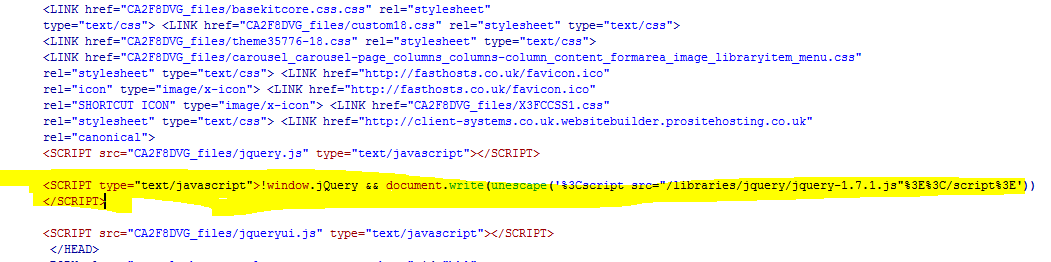 <LINK href="CA2F8DVG_files/basekitcore.css.css" rel="stylesheet"
type="text/css"> <LINK href="CA2F8DVG_files/custom18.css" rel="stylesheet" type="text/css">
<LINK href="CA2F8DVG_files/theme35776-18.css" rel="stylesheet" type="text/css">
<LINK href="CA2F8DVG_files/carousel_carousel-page_columns_columns-column_content_formarea_image_libraryitem_menu.css"
rel="stylesheet" type="text/css"> <LINK href="http://fasthosts.co.uk/favicon.ico"
rel="icon" type="image/x-icon"> <LINK href="http://fasthosts.co.uk/favicon.ico"
rel="SHORTCUT ICON" type="image/x-icon"> <LINK href="CA2F8DVG_files/X3FCCSS1.css"
rel="stylesheet" type="text/css"> <LINK href="http://client-systems.co.uk.websitebuilder.prositehosting.co.uk"
rel="canonical">
<SCRIPT src="CA2F8DVG_files/jquery.js" type="text/javascript"></SCRIPT>
<SCRIPT type="text/javascript">!window.jQuery && document.write(unescape('%3Cscript src="/libraries/jquery/jquery-1.7.1.js"%3E%3C/script%3E'))
</SCRIPT>
<SCRIPT src="CA2F8DVG_files/jqueryui.js" type="text/javascript"></SCRIPT>
</HEAD>